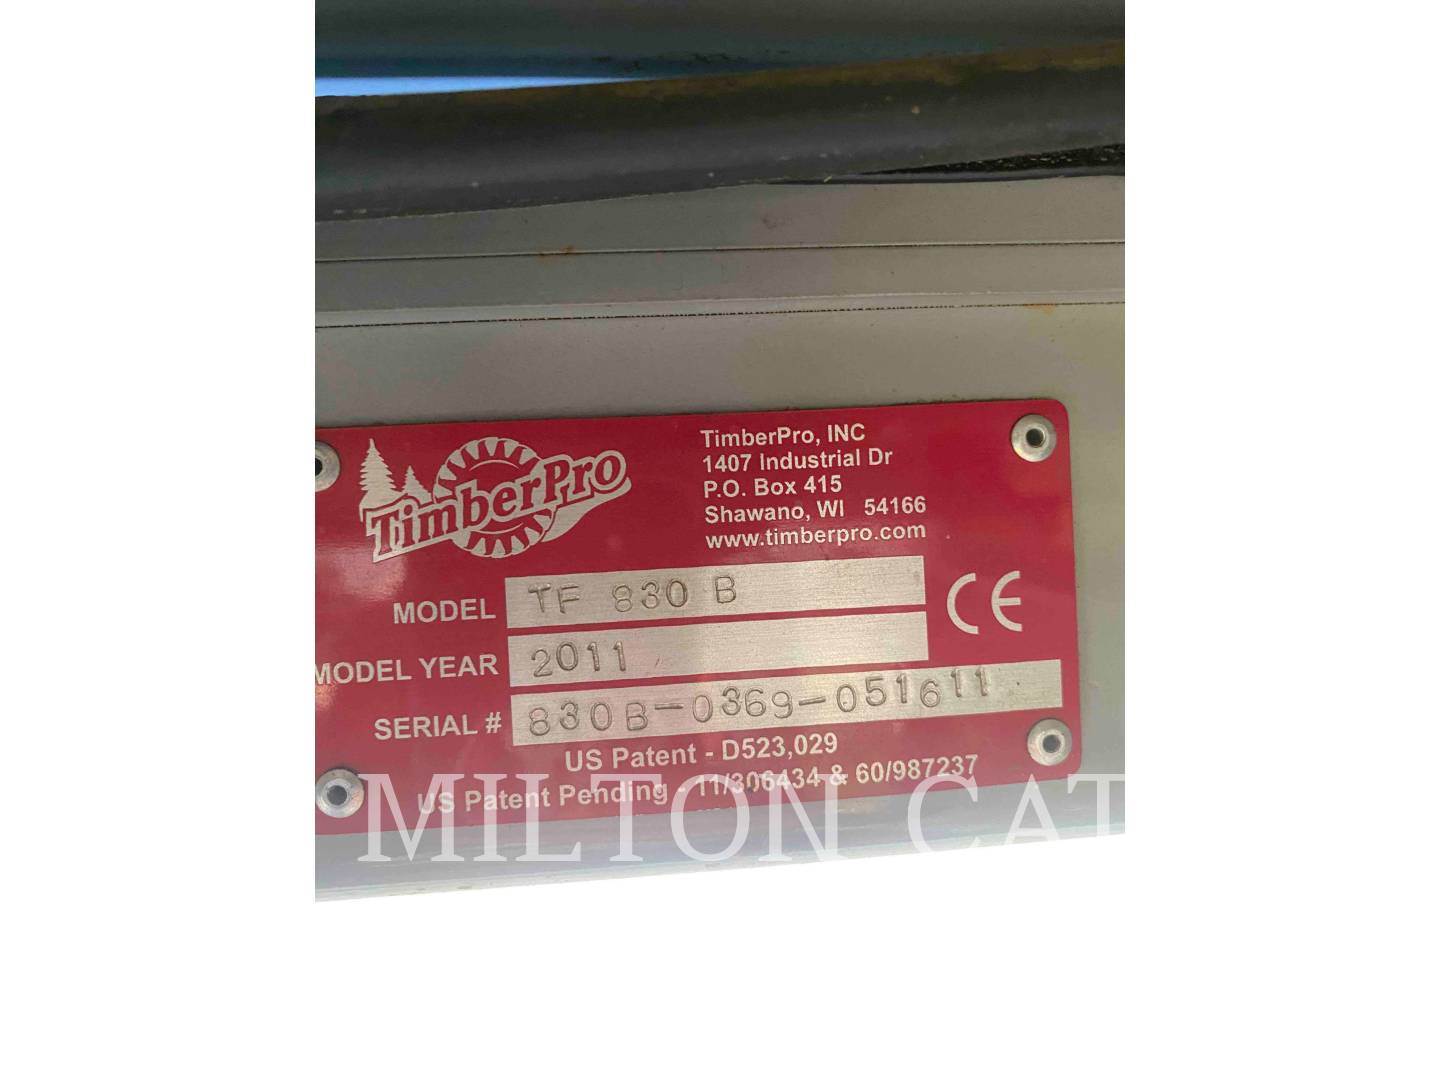 TimberPro
TimberPro, INC
1407 Industrial Dr
P.O. Box 415
Shawano, WI 54166
www.timberpro.com
MODEL TF 830 B
CE
MODEL YEAR 2011
SERIAL # 830B-0369-051611
US Patent - D523,029
US Patent Pending - 11/306434 & 60/987237
MILTON CAT